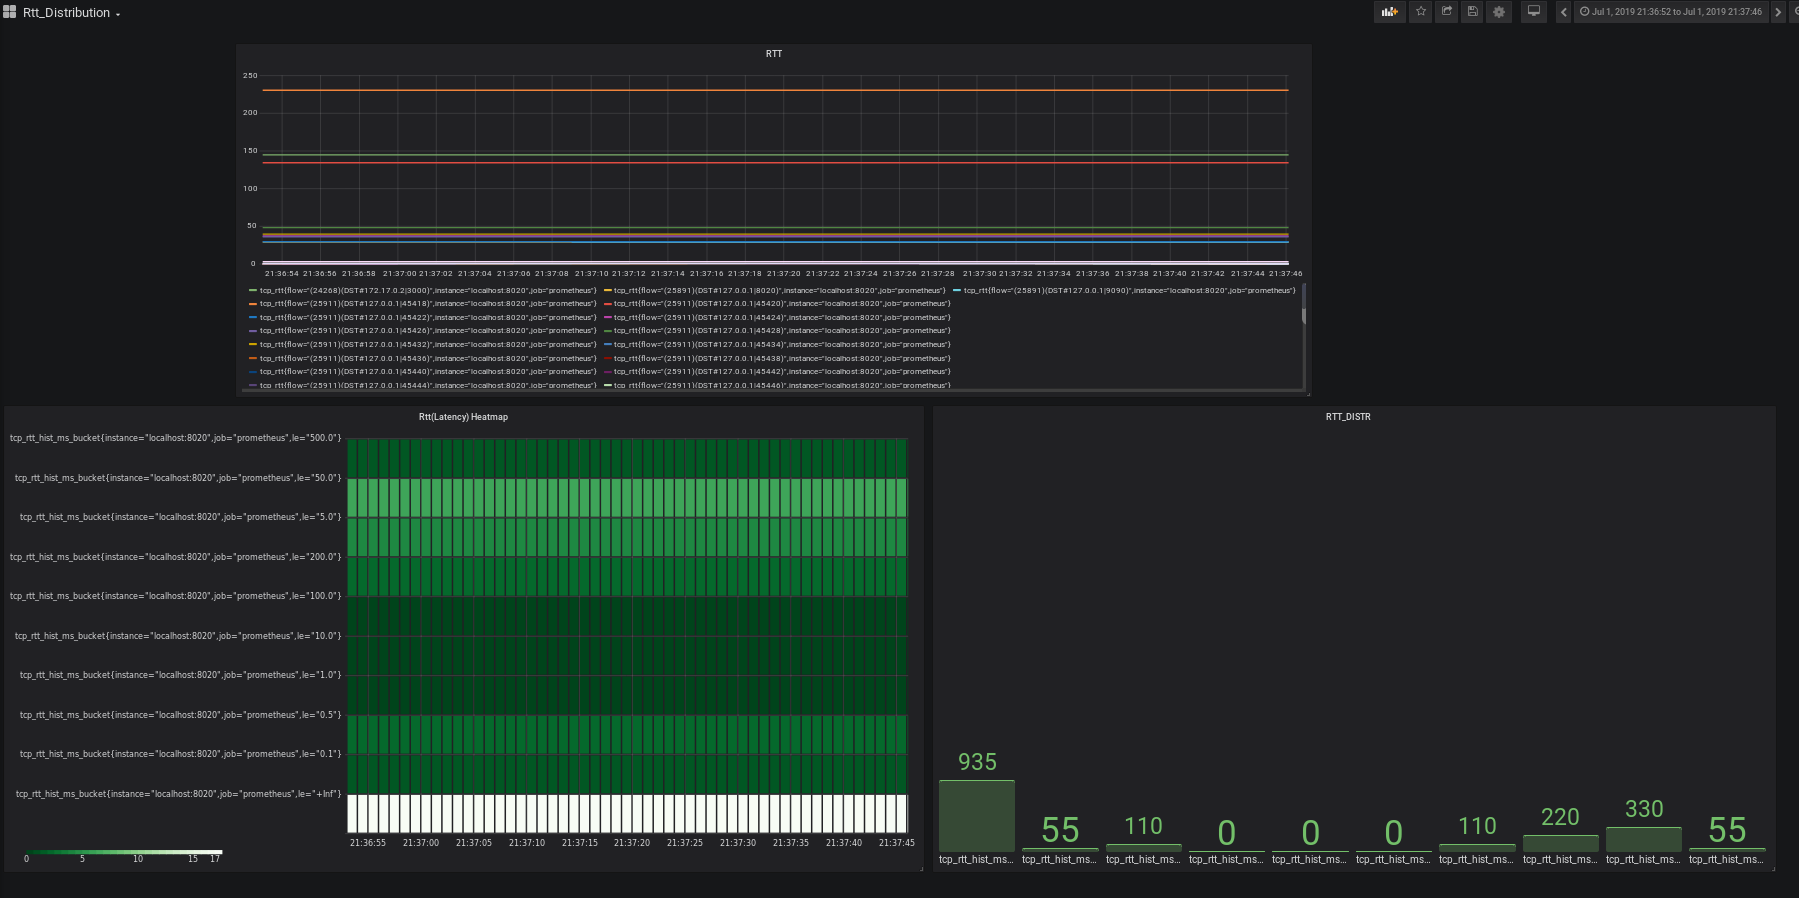 Rtt_Distribution
Jul 1, 2019 21:36:52 to Jul 1, 2019 21:37:46
RTT
250
200
150
100
50
0
21:36:54 21:36:56 21:36:58 21:37:00 21:37:02 21:37:04 21:37:06 21:37:08 21:37:10 21:37:12 21:37:14 21:37:16 21:37:18 21:37:20 21:37:22 21:37:24 21:37:26 21:37:28 21:37:30 21:37:32 21:37:34 21:37:36 21:37:38 21:37:40 21:37:42 21:37:44 21:37:46
tcp_rtt{flow="(24268)(DST#172.17.0.2|3000)",instance="localhost:8020",job="prometheus"} tcp_rtt{flow="(25891)(DST#127.0.0.1|8020)",instance="localhost:8020",job="prometheus"} tcp_rtt{flow="(25891)(DST#127.0.0.1|9090)",instance="localhost:8020",job="prometheus"}
tcp_rtt{flow="(25911)(DST#127.0.0.1|45418)",instance="localhost:8020",job="prometheus"} tcp_rtt{flow="(25911)(DST#127.0.0.1|45420)",instance="localhost:8020",job="prometheus"}
tcp_rtt{flow="(25911)(DST#127.0.0.1|45422)",instance="localhost:8020",job="prometheus"} tcp_rtt{flow="(25911)(DST#127.0.0.1|45424)",instance="localhost:8020",job="prometheus"}
tcp_rtt{flow="(25911)(DST#127.0.0.1|45426)",instance="localhost:8020",job="prometheus"} tcp_rtt{flow="(25911)(DST#127.0.0.1|45428)",instance="localhost:8020",job="prometheus"}
tcp_rtt{flow="(25911)(DST#127.0.0.1|45432)",instance="localhost:8020",job="prometheus"} tcp_rtt{flow="(25911)(DST#127.0.0.1|45434)",instance="localhost:8020",job="prometheus"}
tcp_rtt{flow="(25911)(DST#127.0.0.1|45436)",instance="localhost:8020",job="prometheus"} tcp_rtt{flow="(25911)(DST#127.0.0.1|45438)",instance="localhost:8020",job="prometheus"}
tcp_rtt{flow="(25911)(DST#127.0.0.1|45440)",instance="localhost:8020",job="prometheus"} tcp_rtt{flow="(25911)(DST#127.0.0.1|45442)",instance="localhost:8020",job="prometheus"}
tcp_rtt{flow="(25911)(DST#127.0.0.1|45444)",instance="localhost:8020",job="prometheus"} tcp_rtt{flow="(25911)(DST#127.0.0.1|45446)",instance="localhost:8020",job="prometheus"}
Rtt(Latency) Heatmap
tcp_rtt_hist_ms_bucket{instance="localhost:8020",job="prometheus",le="500.0"}
tcp_rtt_hist_ms_bucket{instance="localhost:8020",job="prometheus",le="50.0"}
tcp_rtt_hist_ms_bucket{instance="localhost:8020",job="prometheus",le="5.0"}
tcp_rtt_hist_ms_bucket{instance="localhost:8020",job="prometheus",le="200.0"}
tcp_rtt_hist_ms_bucket{instance="localhost:8020",job="prometheus",le="100.0"}
tcp_rtt_hist_ms_bucket{instance="localhost:8020",job="prometheus",le="10.0"}
tcp_rtt_hist_ms_bucket{instance="localhost:8020",job="prometheus",le="1.0"}
tcp_rtt_hist_ms_bucket{instance="localhost:8020",job="prometheus",le="0.5"}
tcp_rtt_hist_ms_bucket{instance="localhost:8020",job="prometheus",le="0.1"}
tcp_rtt_hist_ms_bucket{instance="localhost:8020",job="prometheus",le="+Inf"}
21:36:55 21:37:00 21:37:05 21:37:10 21:37:15 21:37:20 21:37:25 21:37:30 21:37:35 21:37:40 21:37:45
0 5 10 15 17
RTT_DISTR
935 55 110 0 0 0 110 220 330 55
tcp_rtt_hist_ms... tcp_rtt_hist_ms... tcp_rtt_hist_ms... tcp_rtt_hist_ms... tcp_rtt_hist_ms... tcp_rtt_hist_ms... tcp_rtt_hist_ms... tcp_rtt_hist_ms... tcp_rtt_hist_ms... tcp_rtt_hist_ms...